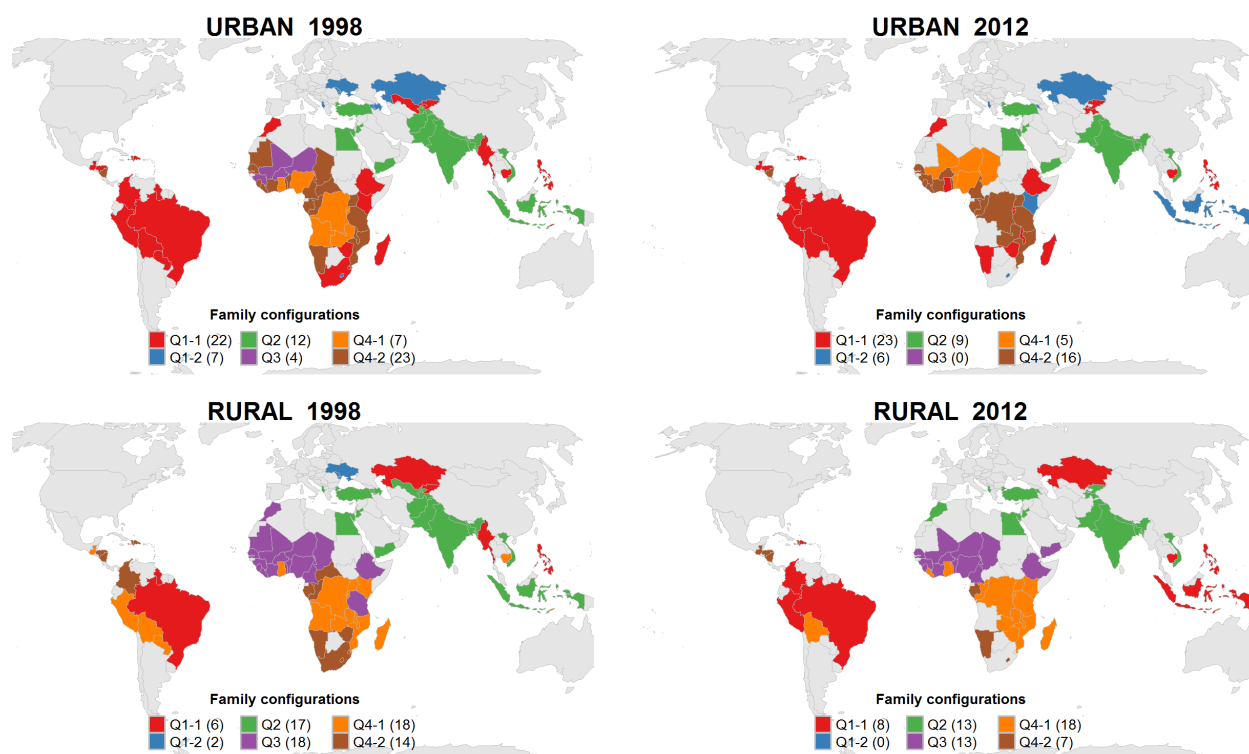 URBAN 1998
URBAN 2012
Family configurations
Q1-1 (22) Q2 (12) Q4-1 (7)
Q1-2 (7) Q3 (4) Q4-2 (23)
Family configurations
Q1-1 (23) Q2 (9) Q4-1 (5)
Q1-2 (6) Q3 (0) Q4-2 (16)
RURAL 1998
RURAL 2012
Family configurations
Q1-1 (6) Q2 (17) Q4-1 (18)
Q1-2 (2) Q3 (18) Q4-2 (14)
Family configurations
Q1-1 (8) Q2 (13) Q4-1 (18)
Q1-2 (0) Q3 (13) Q4-2 (7)